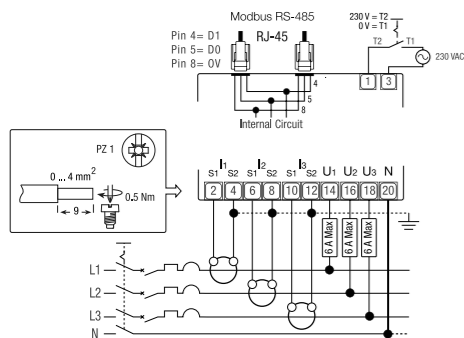 Modbus RS-485
Pin 4= D1
Pin 5= D0
Pin 8= 0V
RJ-45
4
5
8
Internal Circuit
230 V = T2
0 V = T1
T2
T1
230 VAC
1
3
PZ 1
0 ... 4 mm2
0.5 Nm
9
I1
I2
I3
U1
U2
U3
N
S1
S2
S1
S2
S1
S2
2
4
6
8
10
12
14
16
18
20
6 A Max
6 A Max
6 A Max
L1
L2
L3
N